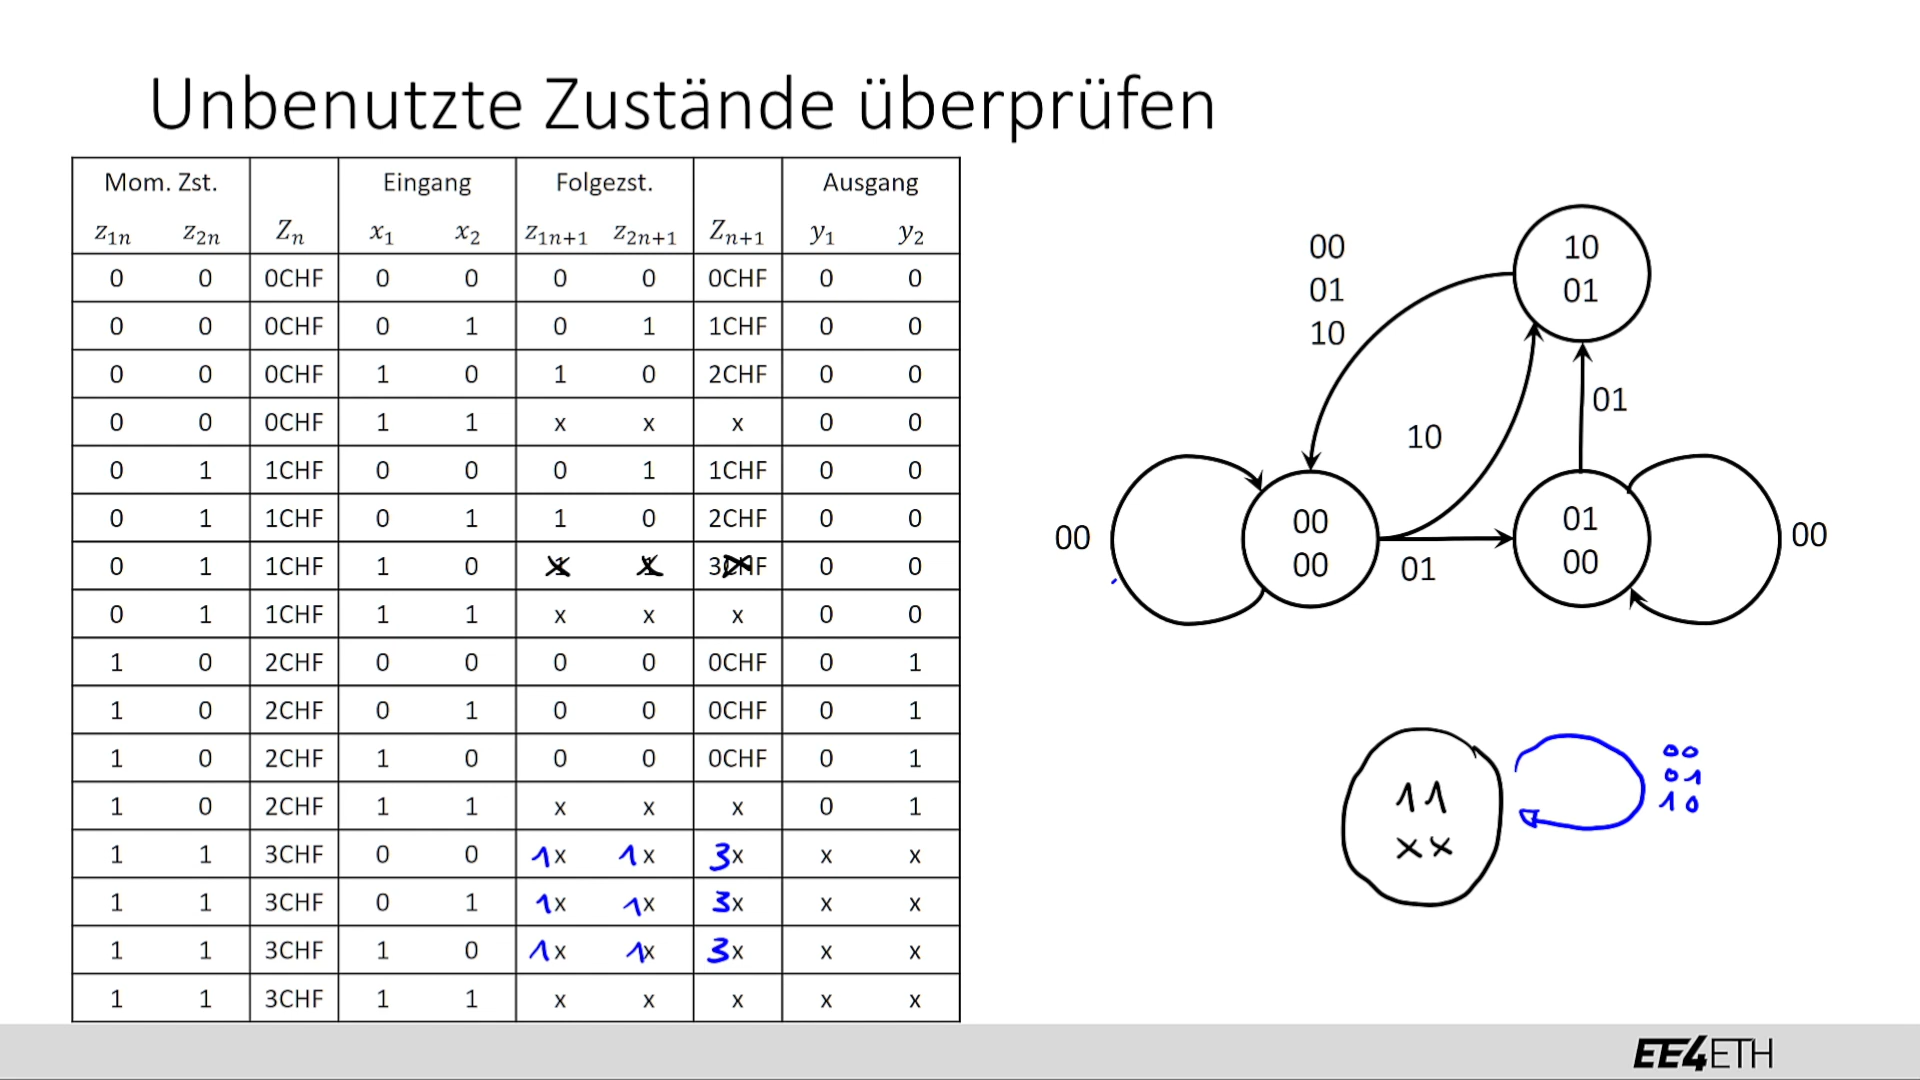 Unbenutzte Zustände überprüfen
Mom. Zst. Eingang Folgezst. Ausgang
z1n z2n Zn x1 x2 z1n+1 z2n+1 Zn+1 y1 y2
0 0 0CHF 0 0 0 0 0CHF 0 0
0 0 0CHF 0 1 0 1 1CHF 0 0
0 0 0CHF 1 0 1 0 2CHF 0 0
0 0 0CHF 1 1 x x x 0 0
0 1 1CHF 0 0 0 1 1CHF 0 0
0 1 1CHF 0 1 1 0 2CHF 0 0
0 1 1CHF 1 0 x x 3CHF 0 0
0 1 1CHF 1 1 x x x 0 0
1 0 2CHF 0 0 0 0 0CHF 0 1
1 0 2CHF 0 1 0 0 0CHF 0 1
1 0 2CHF 1 0 0 0 0CHF 0 1
1 0 2CHF 1 1 x x x 0 1
1 1 3CHF 0 0 1x 1x 3x x x
1 1 3CHF 0 1 1x 1x 3x x x
1 1 3CHF 1 0 1x 1x 3x x x
1 1 3CHF 1 1 x x x x x
00
01
10
10
01
01
10
00
00
00
01
01
00
00
11
xx
00
01
10
EE4ETH